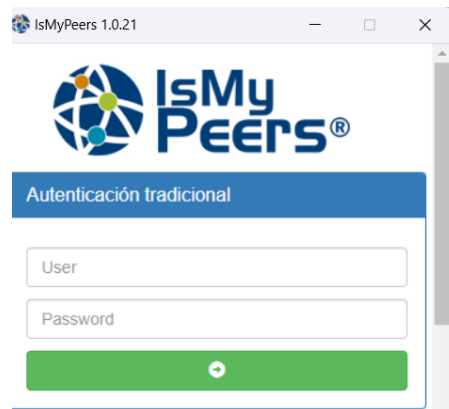 IsMyPeers 1.0.21
IsMy
Peers®
Autenticación tradicional
User
Password